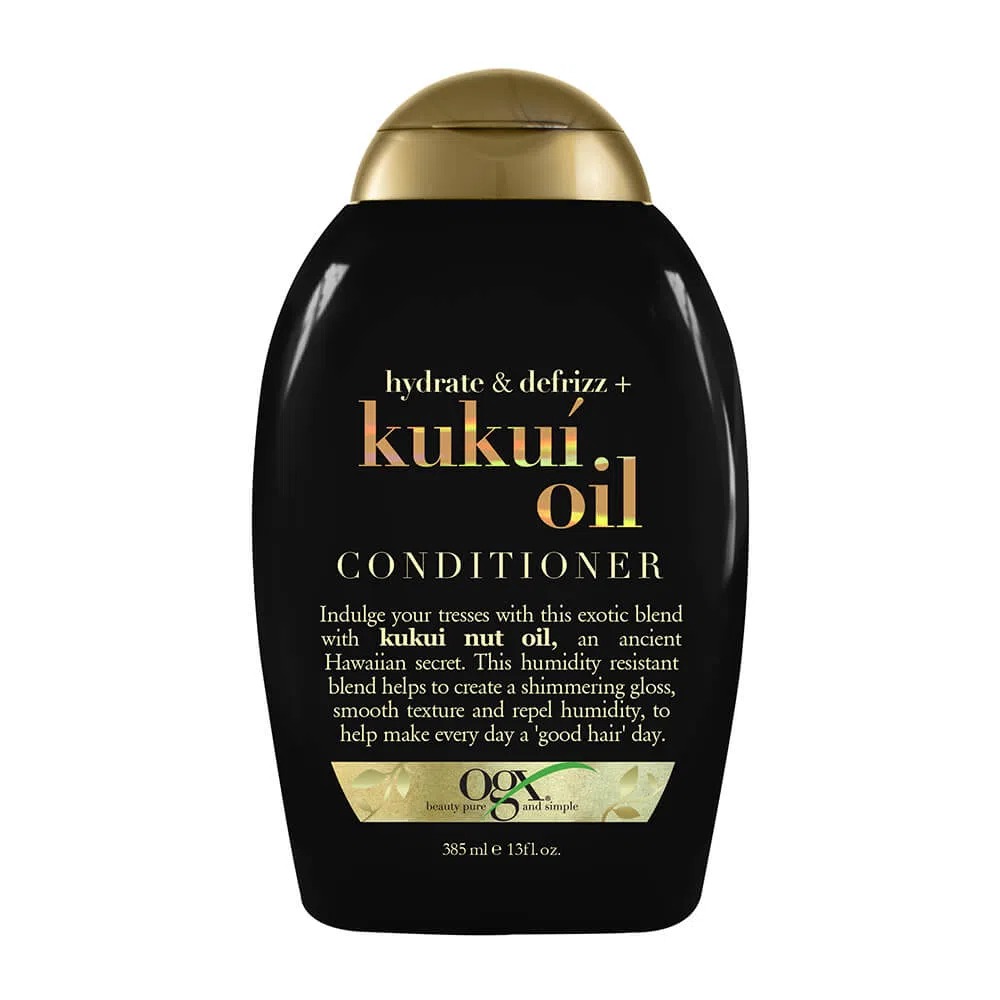 hydrate & defrizz +
kukuí
oil
CONDITIONER
Indulge your tresses with this exotic blend
with kukui nut oil, an ancient
Hawaiian secret. This humidity resistant
blend helps to create a shimmering gloss,
smooth texture and repel humidity, to
help make every day a 'good hair' day.
ogx®
beauty pure and simple
385 ml e 13fl. oz.